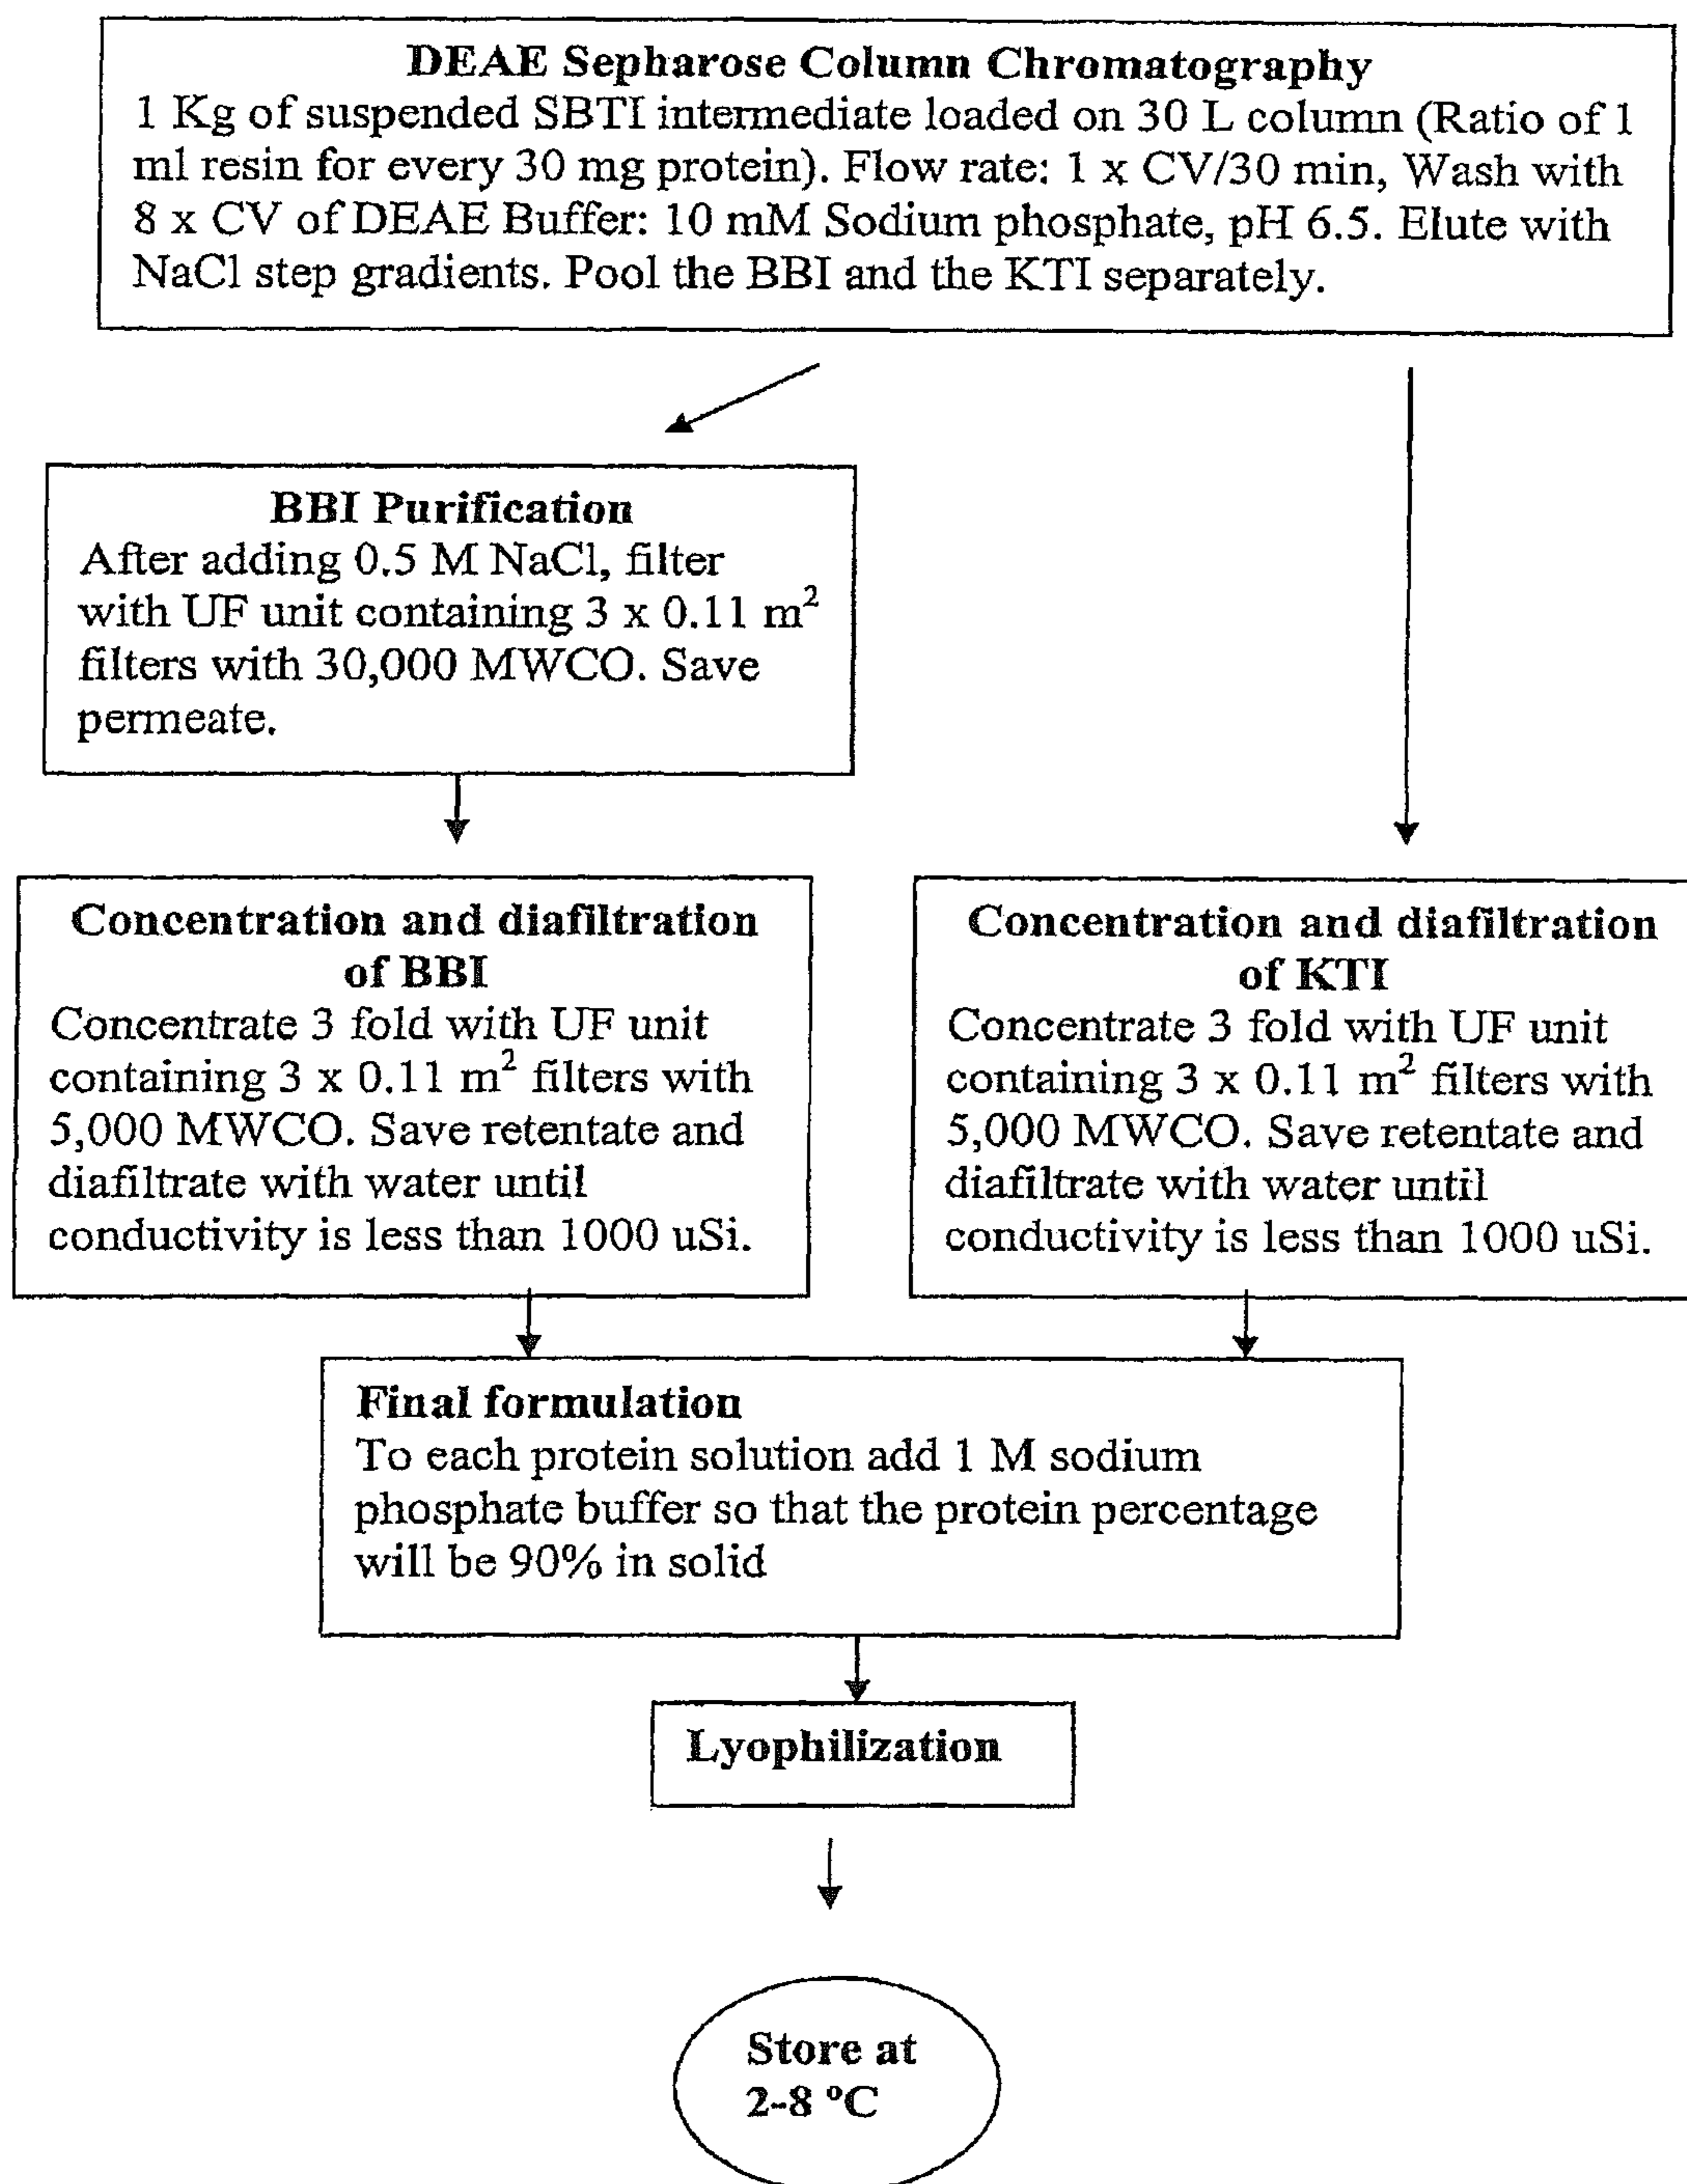 DEAE Sepharose Column Chromatography
1 Kg of suspended SBTI intermediate loaded on 30 L column (Ratio of 1
ml resin for every 30 mg protein). Flow rate: 1 x CV/30 min, Wash with
8 x CV of DEAE Buffer: 10 mM Sodium phosphate, pH 6.5. Elute with
NaCl step gradients. Pool the BBI and the KTI separately.
BBI Purification
After adding 0.5 M NaCl, filter
with UF unit containing 3 x 0.11 m²
filters with 30,000 MWCO. Save
permeate.
Concentration and diafiltration
of BBI
Concentrate 3 fold with UF unit
containing 3 x 0.11 m² filters with
5,000 MWCO. Save retentate and
diafiltrate with water until
conductivity is less than 1000 uSi.
Concentration and diafiltration
of KTI
Concentrate 3 fold with UF unit
containing 3 x 0.11 m² filters with
5,000 MWCO. Save retentate and
diafiltrate with water until
conductivity is less than 1000 uSi.
Final formulation
To each protein solution add 1 M sodium
phosphate buffer so that the protein percentage
will be 90% in solid
Lyophilization
Store at
2-8 ºC